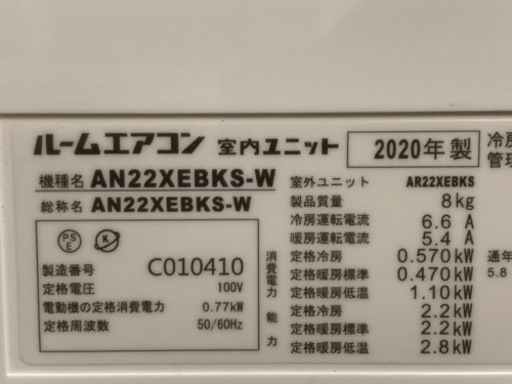 ルームエアコン 室内ユニット 2020年製 冷房
管理
機種名 AN22XEBKS-W
総称名 AN22XEBKS-W
PS
E
K
製造番号 C010410
定格電圧 100V
電動機の定格消費電力 0.77kW
定格周波数 50/60Hz
室外ユニット AR22XEBKS
製品質量 8kg
冷房運転電流 6.6 A
暖房運転電流 5.4 A
消費電力
定格冷房 0.570kW
定格暖房標準 0.470kW
定格暖房低温 1.10kW
能力
定格冷房 2.2kW
定格暖房標準 2.2kW
定格暖房低温 2.8kW
通年
5.8